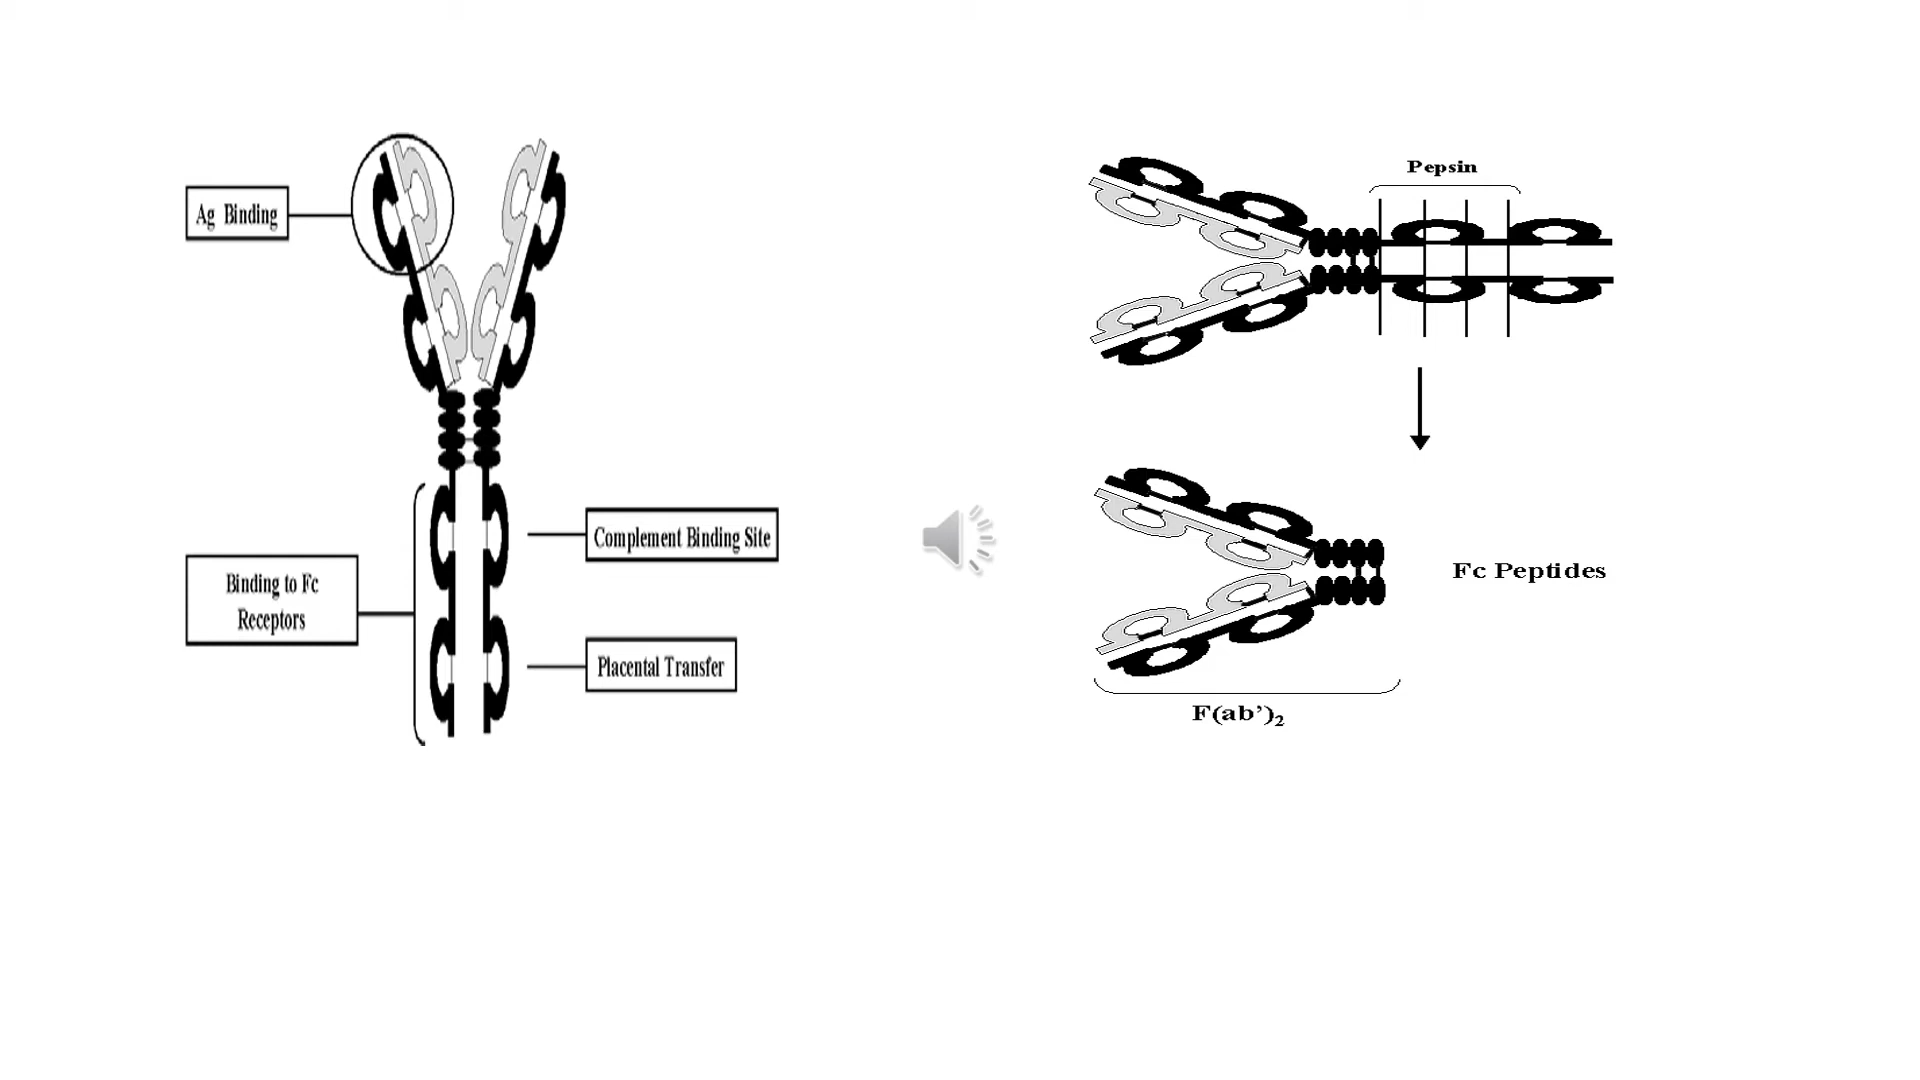 Ag Binding
Binding to Fc
Receptors
Complement Binding Site
Placental Transfer
Pepsin
Fc Peptides
F(ab’)₂